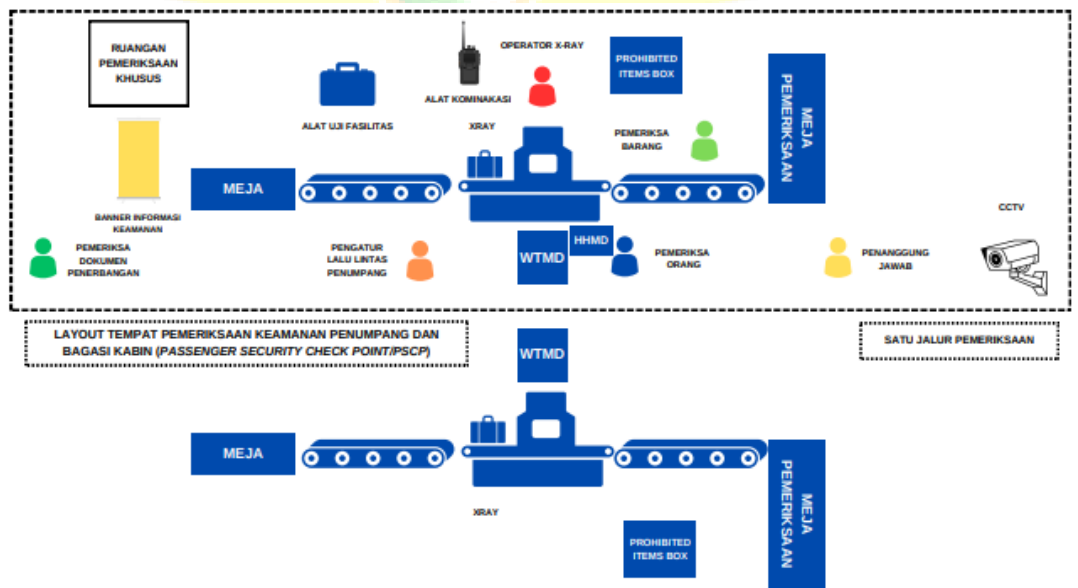 RUANGAN
PEMERIKSAAN
KHUSUS
ALAT UJI FASILITAS
ALAT KOMINAKASI
OPERATOR X-RAY
XRAY
PROHIBITED
ITEMS BOX
PEMERIKSA
BARANG
MEJA
PEMERIKSAAN
MEJA
BANNER INFORMASI
KEAMANAN
PEMERIKSA
DOKUMEN
PENERBANGAN
PENGATUR
LALU LINTAS
PENUMPANG
WTMD
HHMD
PEMERIKSA
ORANG
PENANGGUNG
JAWAB
CCTV
LAYOUT TEMPAT PEMERIKSAAN KEAMANAN PENUMPANG DAN
BAGASI KABIN (PASSENGER SECURITY CHECK POINT/PSCP)
SATU JALUR PEMERIKSAAN
WTMD
MEJA
XRAY
PROHIBITED
ITEMS BOX
MEJA
PEMERIKSAAN